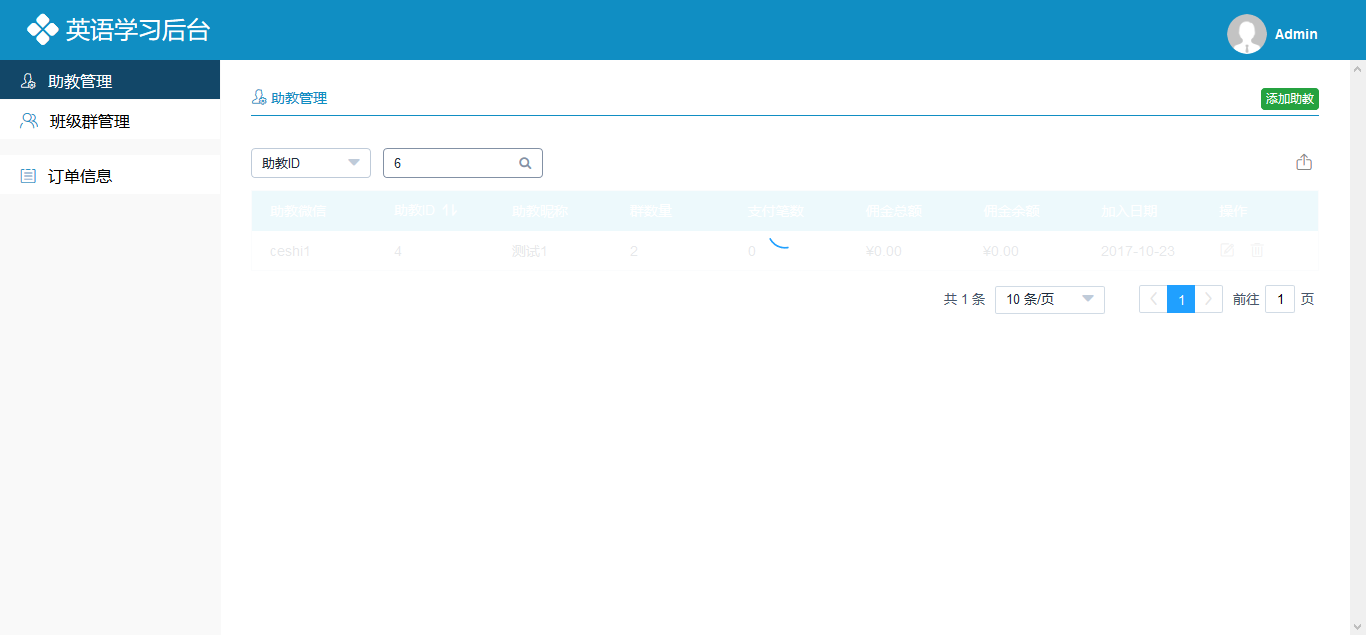 英语学习后台
Admin
助教管理
班级群管理
订单信息
助教管理
添加助教
助教ID
6
助教微信 助教ID 助教昵称 群数量 支付笔数 佣金总额 佣金余额 加入日期 操作
ceshi1 4 测试1 2 0 ¥0.00 ¥0.00 2017-10-23
共 1 条 10 条/页 1 前往 1 页